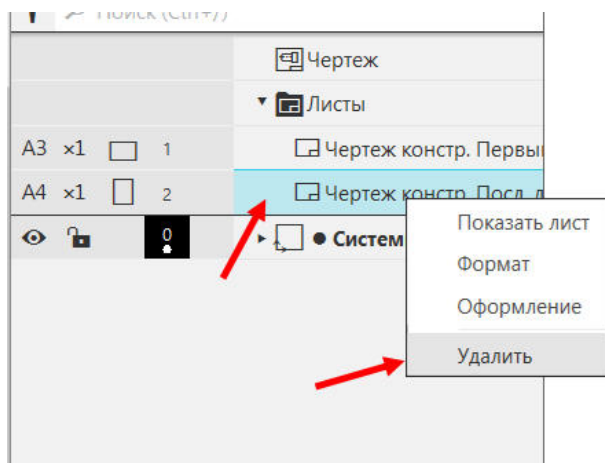 Поиск (Ctrl+/)
Чертеж
Листы
A3 ×1 1 Чертеж констр. Первы
A4 ×1 2 Чертеж констр. Посл. л
0 Систем
Показать лист
Формат
Оформление
Удалить